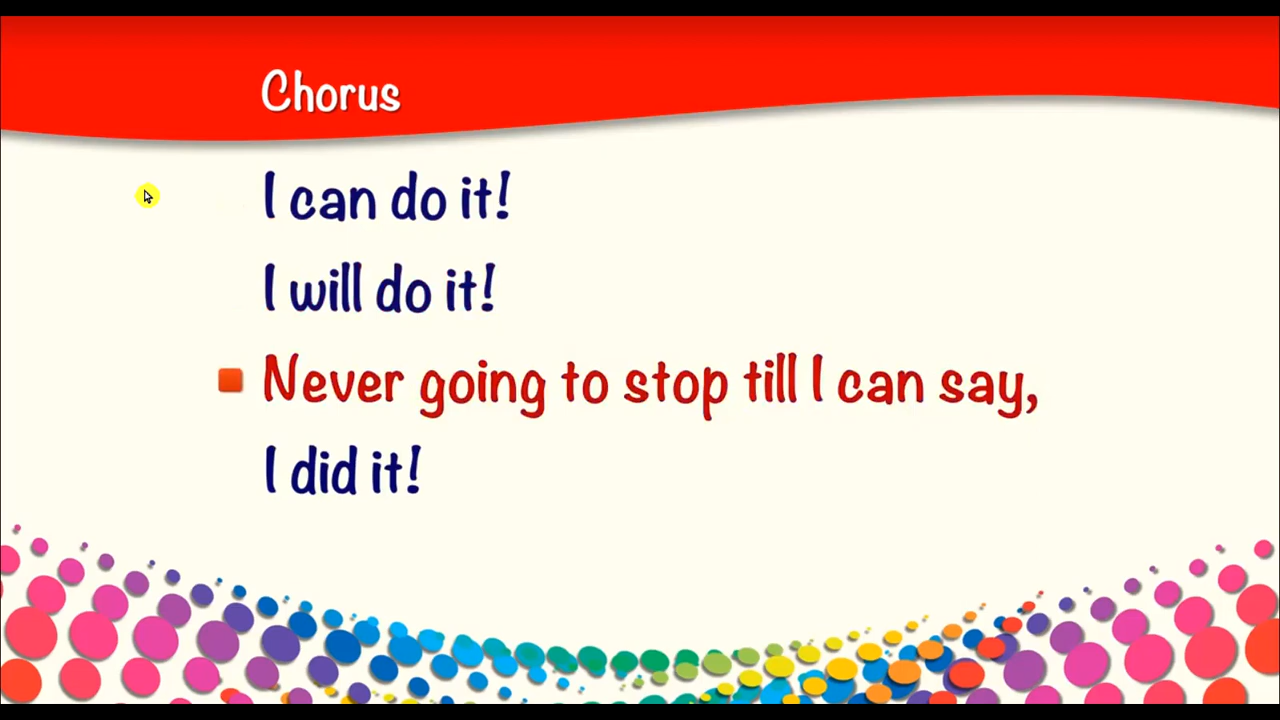 Chorus
I can do it!
I will do it!
Never going to stop till I can say,
I did it!